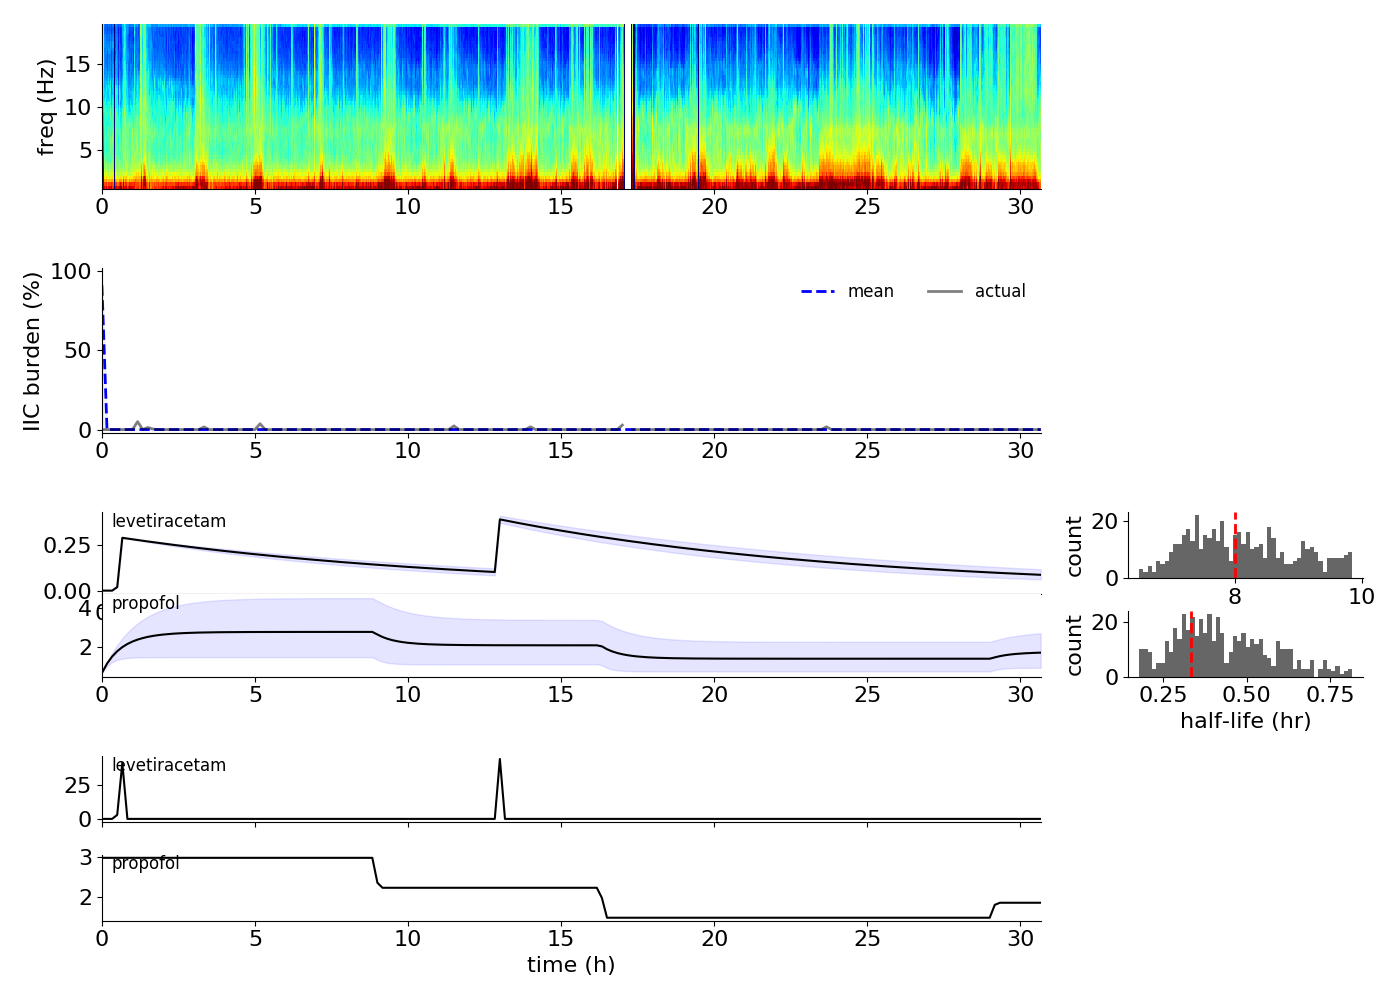 freq (Hz)
15
10
5
0 5 10 15 20 25 30
IIC burden (%)
100
50
0
mean actual
0 5 10 15 20 25 30
levetiracetam
0.25
0.00
0
propofol
4
2
0 5 10 15 20 25 30
count
20
0
8 10
count
20
0
0.25 0.50 0.75
half-life (hr)
levetiracetam
25
0
propofol
3
2
0 5 10 15 20 25 30
time (h)